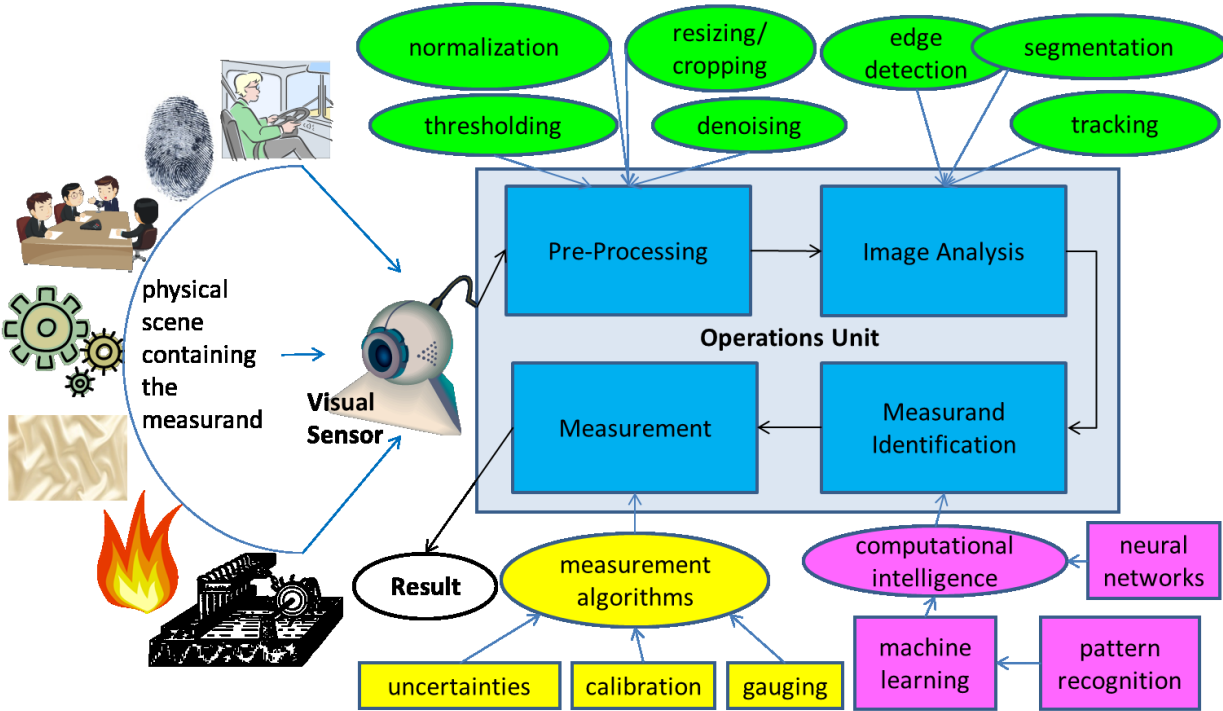 normalization
resizing/
cropping
edge
detection
segmentation
thresholding
denoising
tracking
Pre-Processing
Image Analysis
physical
scene
containing
the
measurand
Operations Unit
Visual
Sensor
Measurement
Measurand
Identification
Result
measurement
algorithms
computational
intelligence
neural
networks
uncertainties
calibration
gauging
machine
learning
pattern
recognition